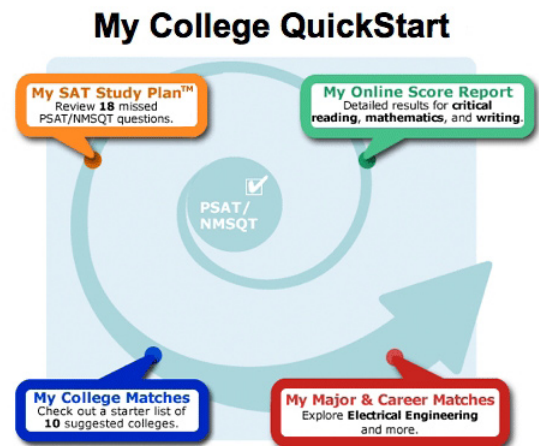 My College QuickStart
My SAT Study Plan™
Review 18 missed
PSAT/NMSQT questions.
My Online Score Report
Detailed results for critical
reading, mathematics, and writing.
PSAT/
NMSQT
My College Matches
Check out a starter list of
10 suggested colleges.
My Major & Career Matches
Explore Electrical Engineering
and more.